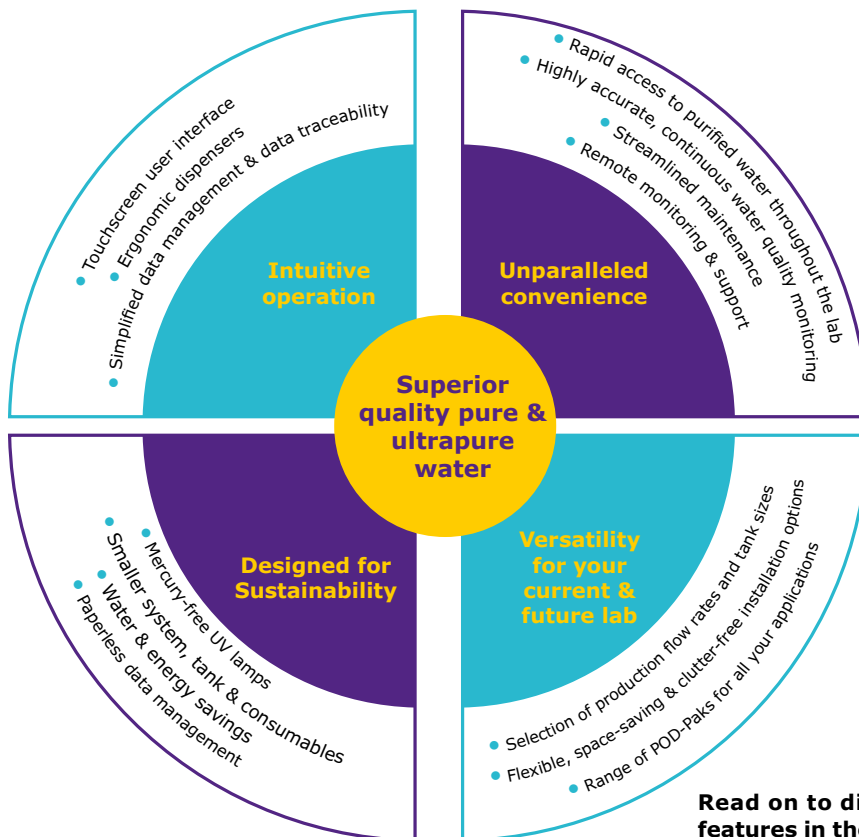 Touchscreen user interface
Ergonomic dispensers
Simplified data management & data traceability
Intuitive
operation
Rapid access to purified water throughout the lab
Highly accurate, continuous water quality monitoring
Streamlined maintenance
Remote monitoring & support
Unparalleled
convenience
Superior
quality pure &
ultrapure
water
Designed for
Sustainability
Mercury-free UV lamps
Smaller system, tank & consumables
Water & energy savings
Paperless data management
Versatility
for your
current &
future lab
Selection of production flow rates and tank sizes
Flexible, space-saving & clutter-free installation options
Range of POD-Paks for all your applications
Read on to di
features in the